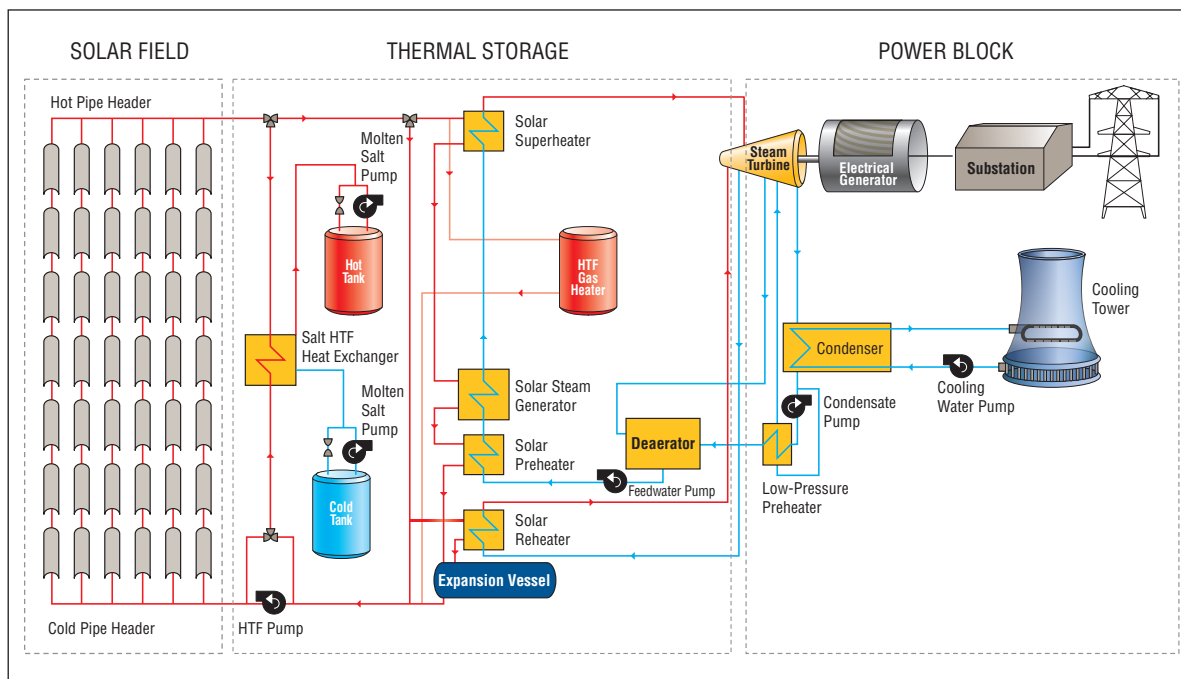 SOLAR FIELD
THERMAL STORAGE
POWER BLOCK
Hot Pipe Header
Molten
Salt
Pump
Solar
Superheater
Steam
Turbine
Electrical
Generator
Substation
Hot
Tank
HTF
Gas
Heater
Cooling
Tower
Salt HTF
Heat Exchanger
Condenser
Molten
Salt
Pump
Solar Steam
Generator
Cooling
Water Pump
Condensate
Pump
Solar
Preheater
Deaerator
Feedwater Pump
Low-Pressure
Preheater
Cold
Tank
Solar
Reheater
Expansion Vessel
Cold Pipe Header
HTF Pump